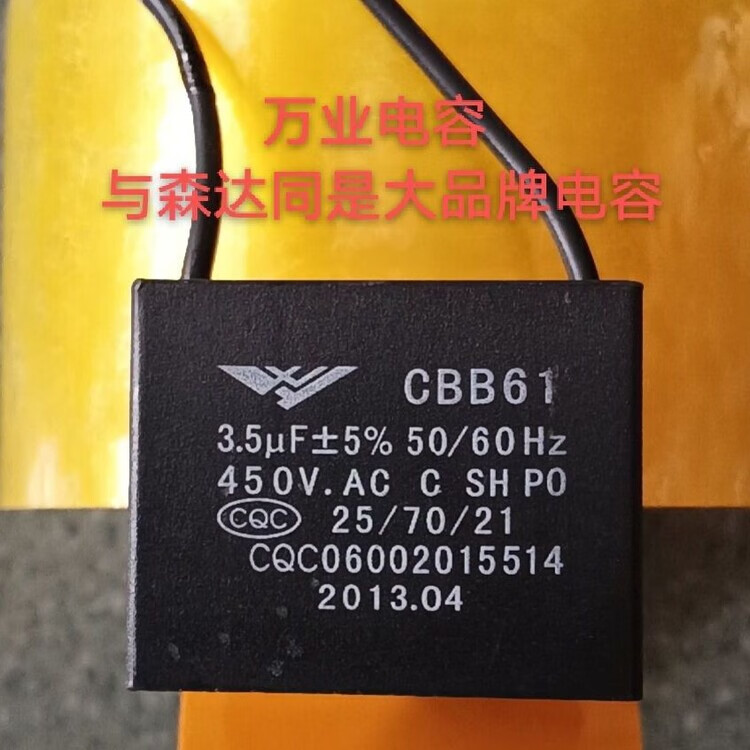 万业电容
与森达同是大品牌电容
CBB61
3.5μF±5% 50/60Hz
450V.AC C SH P0
CQC 25/70/21
CQC06002015514
2013.04